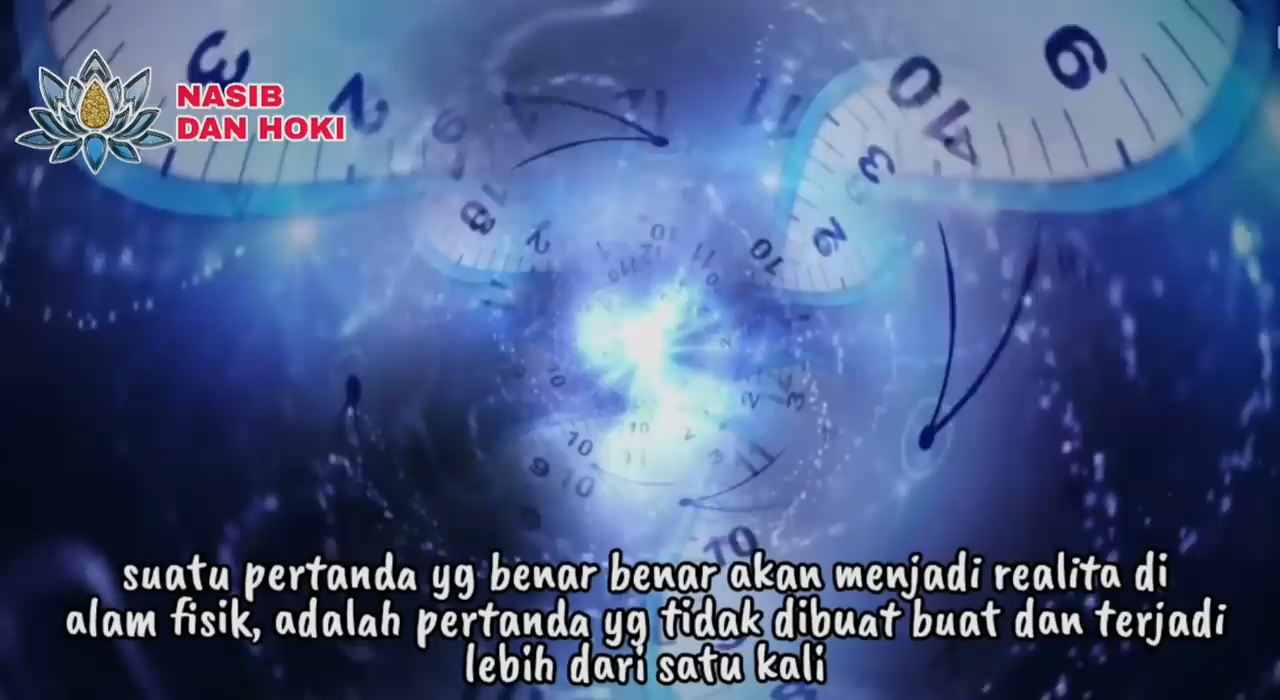 NASIB
DAN HOKI
suatu pertanda yg benar benar akan menjadi realita di
alam fisik, adalah pertanda yg tidak dibuat buat dan terjadi
lebih dari satu kali